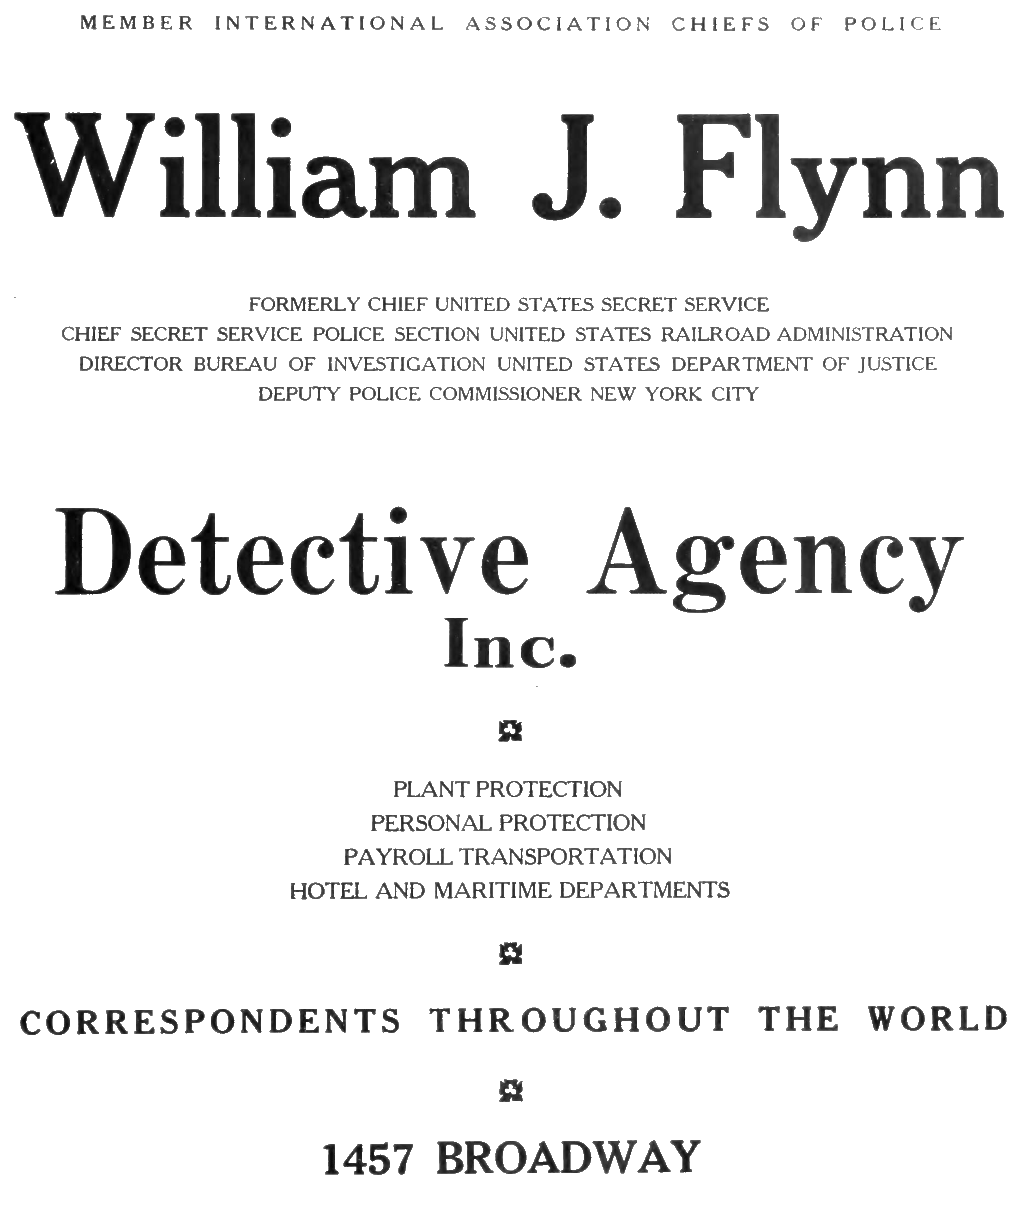 MEMBER INTERNATIONAL ASSOCIATION CHIEFS OF POLICE
William J. Flynn
FORMERLY CHIEF UNITED STATES SECRET SERVICE
CHIEF SECRET SERVICE POLICE SECTION UNITED STATES RAILROAD ADMINISTRATION
DIRECTOR BUREAU OF INVESTIGATION UNITED STATES DEPARTMENT OF JUSTICE
DEPUTY POLICE COMMISSIONER NEW YORK CITY
Detective Agency
Inc.
PLANT PROTECTION
PERSONAL PROTECTION
PAYROLL TRANSPORTATION
HOTEL AND MARITIME DEPARTMENTS
CORRESPONDENTS THROUGHOUT THE WORLD
1457 BROADWAY